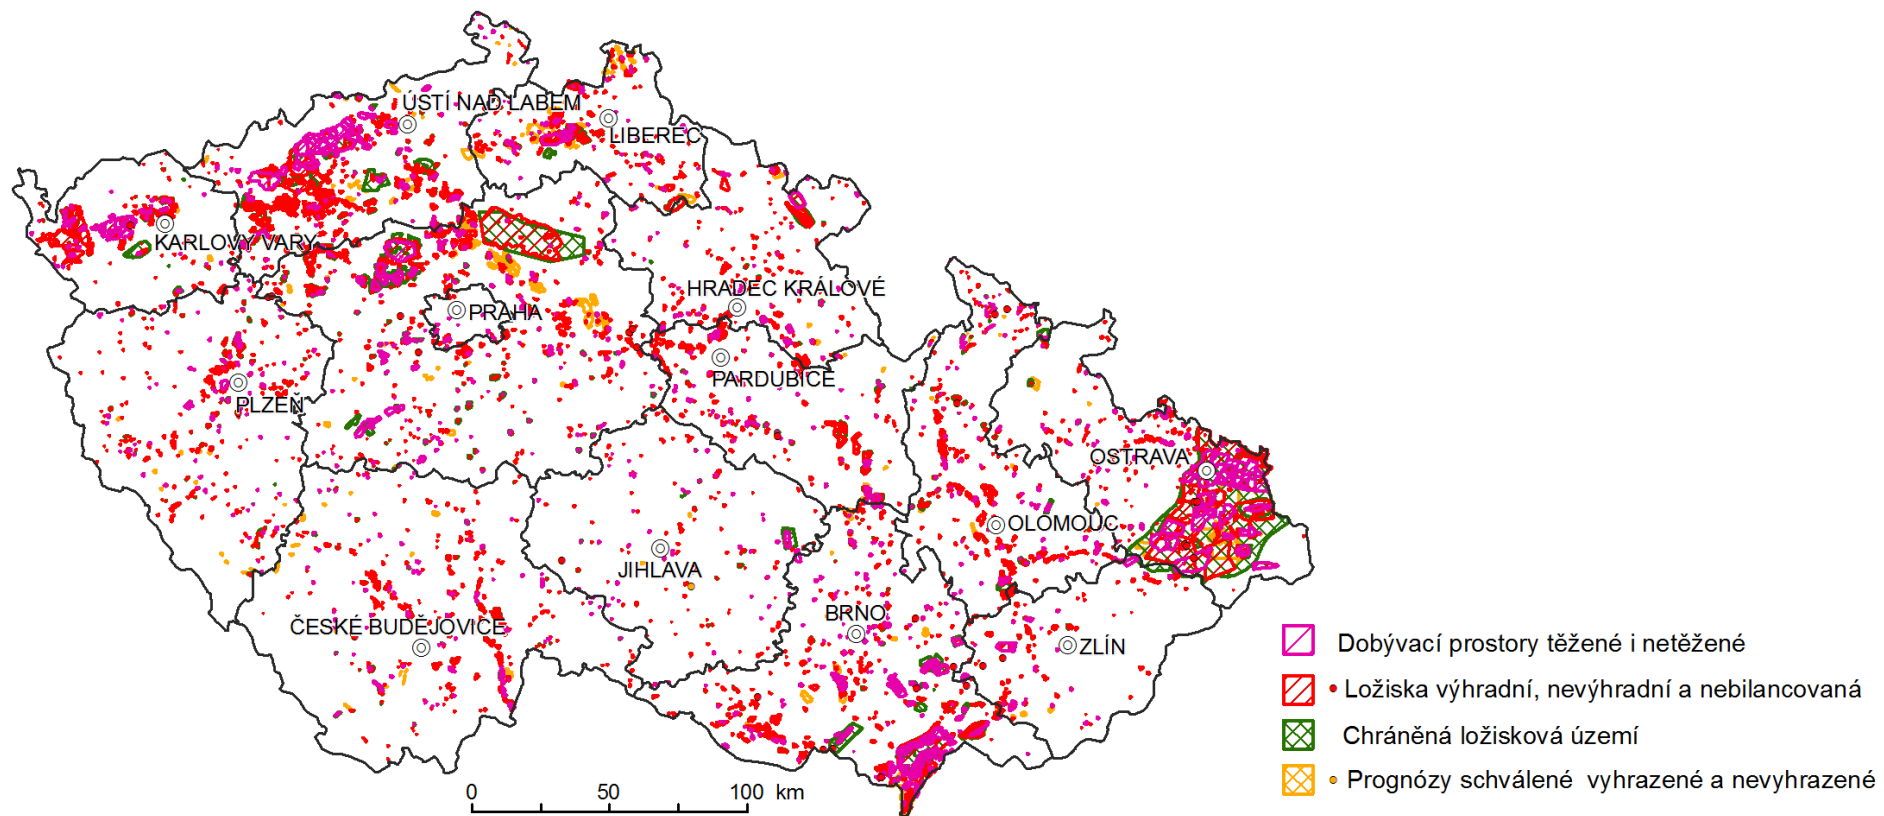 ÚSTÍ NAD LABEM
LIBEREC
KARLOVY VARY
HRADEC KRÁLOVÉ
PRAHA
PARDUBICE
PLZEŇ
OSTRAVA
OLOMOUC
JIHLAVA
BRNO
ČESKÉ BUDĚJOVICE
ZLÍN
Dobývací prostory těžené i netěžené
Ložiska výhradní, nevýhradní a nebilancovaná
Chráněná ložisková území
Prognózy schválené vyhrazené a nevyhrazené
0 50 100 km